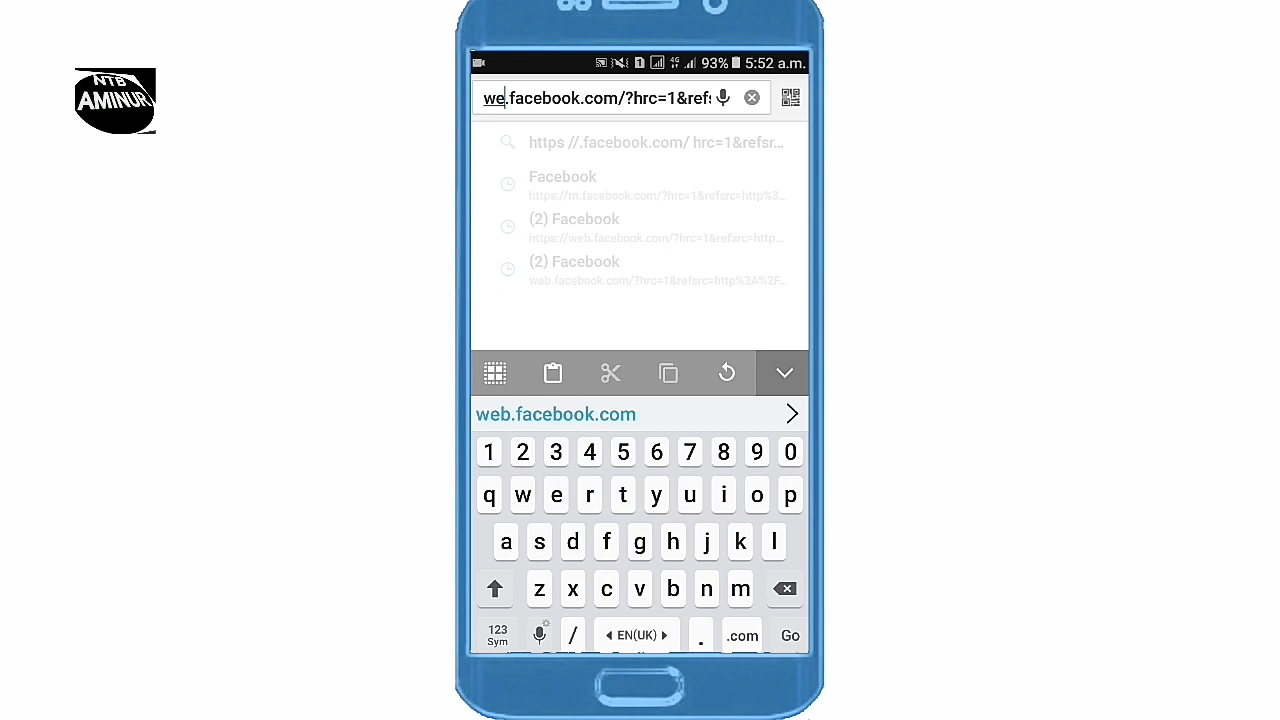 NTB
AMINUR
1 4G 93% 5:52 a.m.
we.facebook.com/?hrc=1&refs
https //.facebook.com/ hrc=1&refsr...
Facebook
https://m.facebook.com/?hrc=1&refsrc=http%3...
(2) Facebook
https://web.facebook.com/?hrc=1&refsrc=http...
(2) Facebook
web.facebook.com/?hrc=1&refsrc=http%3A%2F...
web.facebook.com
1 2 3 4 5 6 7 8 9 0
q w e r t y u i o p
a s d f g h j k l
z x c v b n m
123 Sym / EN(UK) . .com Go